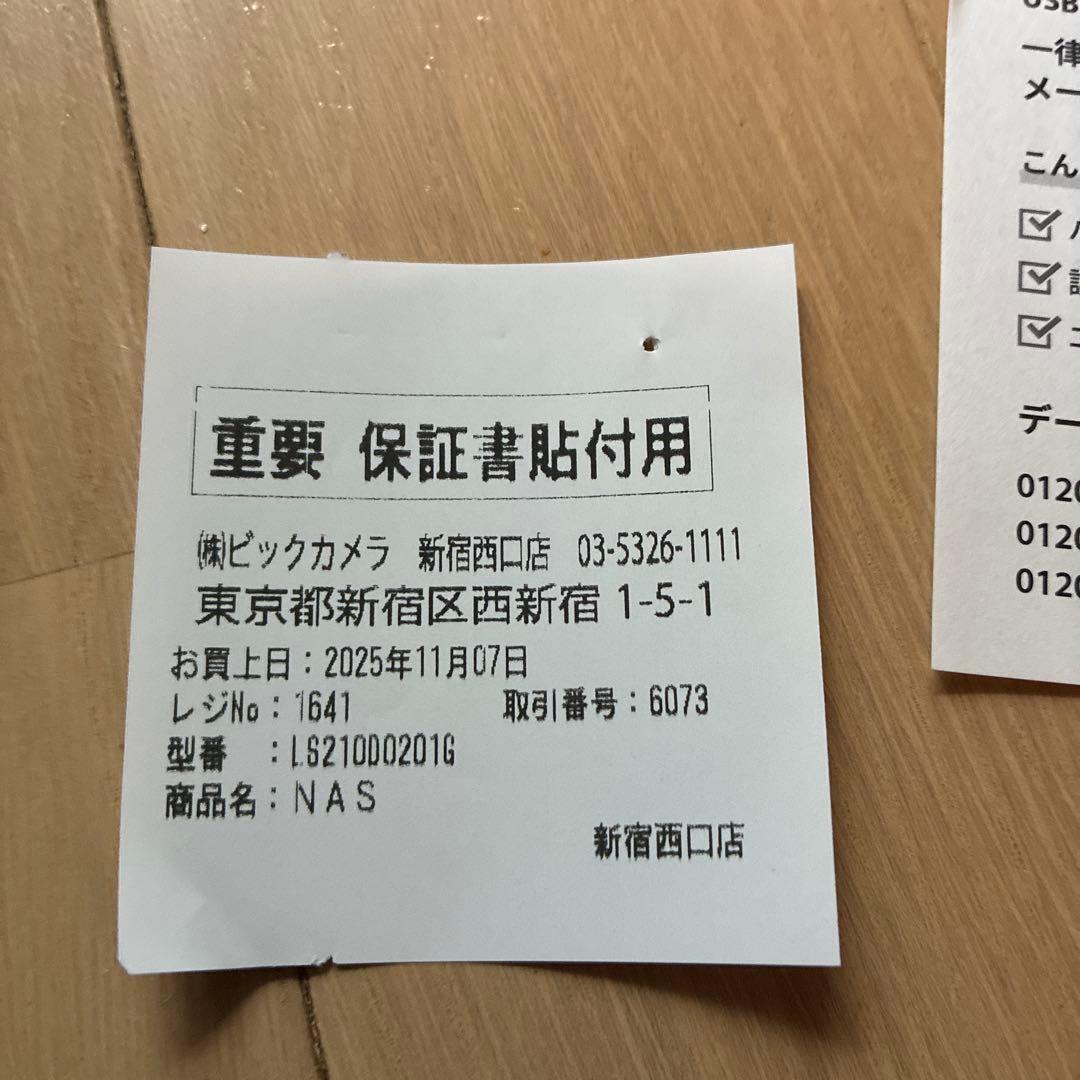 重要 保証書貼付用
㈱ビックカメラ 新宿西口店 03-5326-1111
東京都新宿区西新宿1-5-1
お買上日：2025年11月07日
レジNo：1641 取引番号：6073
型番 ：LS210D0201G
商品名：NAS
新宿西口店
USB
一律
メー
こん
デー
0120
0120
0120